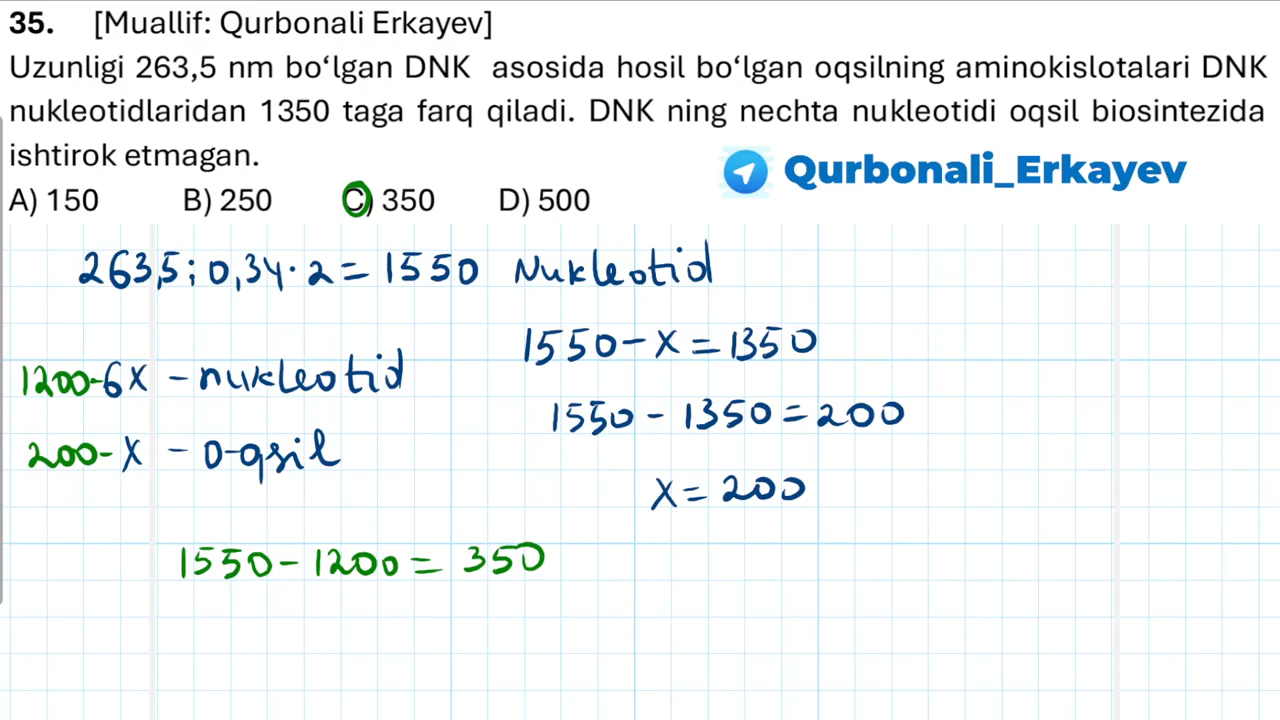 35. [Muallif: Qurbonali Erkayev]
Uzunligi 263,5 nm bo‘lgan DNK asosida hosil bo‘lgan oqsilning aminokislotalari DNK
nukleotidlaridan 1350 taga farq qiladi. DNK ning nechta nukleotidi oqsil biosintezida
ishtirok etmagan.
Qurbonali_Erkayev
A) 150 B) 250 C) 350 D) 500
263,5 : 0,34 · 2 = 1550 Nukleotid
1550 - x = 1350
1200 - 6x - nukleotid
1550 - 1350 = 200
200 - x - oqsil
x = 200
1550 - 1200 = 350